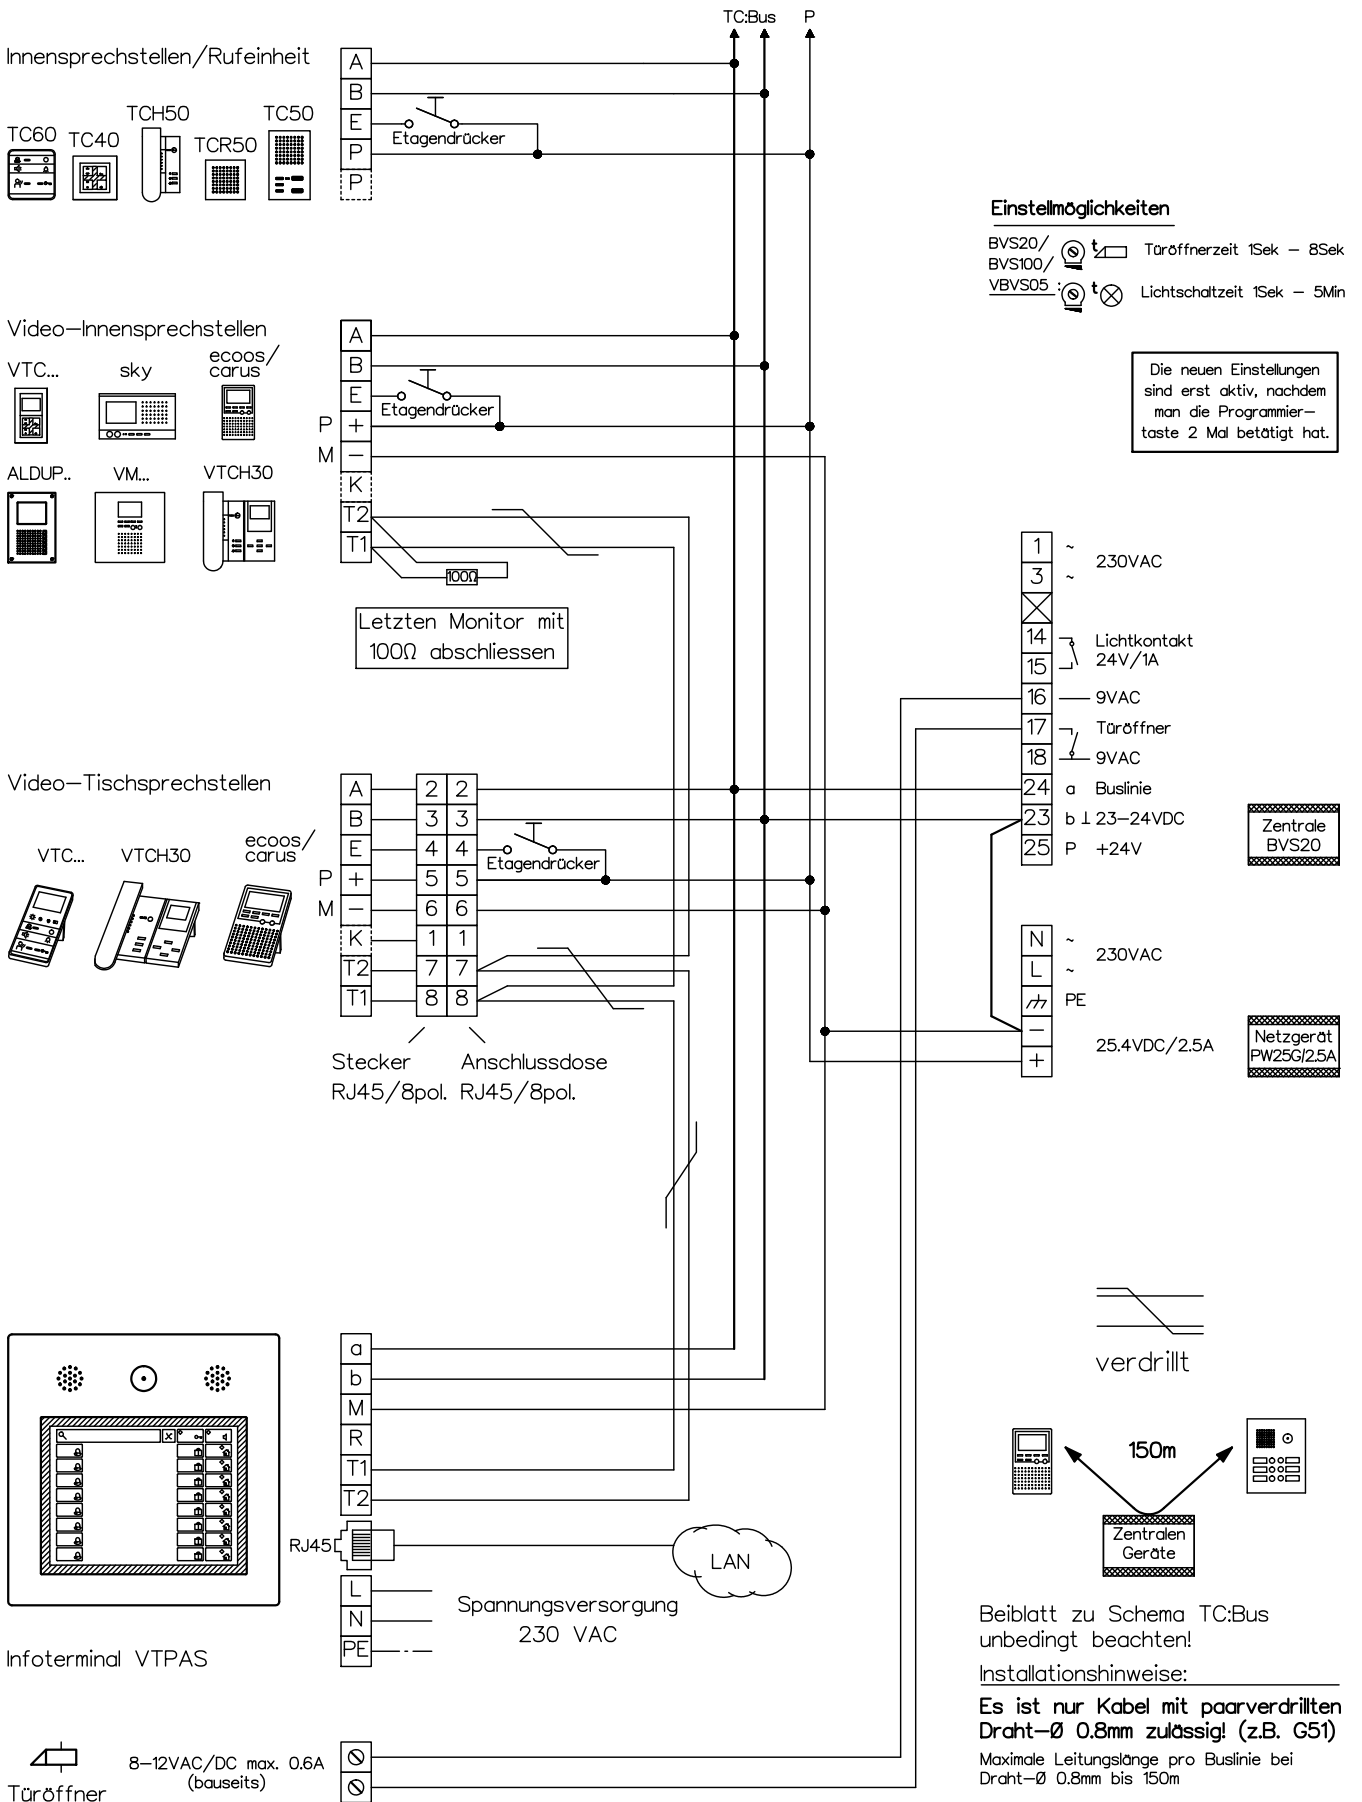 TC:Bus P
Innensprechstellen/Rufeinheit
TC60
TC40
TCH50
TCR50
TC50
A
B
E
P
P
Etagendrücker
Einstellmöglichkeiten
BVS20/
BVS100/
VBVS05 :
t Türöffnerzeit 1Sek – 8Sek
t Lichtschaltzeit 1Sek – 5Min
Die neuen Einstellungen
sind erst aktiv, nachdem
man die Programmier–
taste 2 Mal betätigt hat.
Video–Innensprechstellen
VTC...
sky
ecoos/
carus
ALDUP..
VM...
VTCH30
A
B
E
P +
M –
K
T2
T1
Etagendrücker
100Ω
Letzten Monitor mit
100Ω abschliessen
1 ~
3 ~
230VAC
14
15
Lichtkontakt
24V/1A
16 9VAC
17 Türöffner
18 9VAC
24 a Buslinie
23 b ⊥ 23–24VDC
25 P +24V
Zentrale
BVS20
N ~
L ~
230VAC
PE
–
+
25.4VDC/2.5A
Netzgerät
PW25G/2.5A
Video–Tischsprechstellen
VTC...
VTCH30
ecoos/
carus
A 2 2
B 3 3
E 4 4
P + 5 5
M – 6 6
K 1 1
T2 7 7
T1 8 8
Etagendrücker
Stecker
RJ45/8pol.
Anschlussdose
RJ45/8pol.
a
b
M
R
T1
T2
RJ45
LAN
L
N
PE
Spannungsversorgung
230 VAC
Infoterminal VTPAS
Türöffner
8–12VAC/DC max. 0.6A
(bauseits)
verdrillt
150m
Zentralen
Geräte
Beiblatt zu Schema TC:Bus
unbedingt beachten!
Installationshinweise:
Es ist nur Kabel mit paarverdrillten
Draht–Ø 0.8mm zulässig! (z.B. G51)
Maximale Leitungslänge pro Buslinie bei
Draht–Ø 0.8mm bis 150m